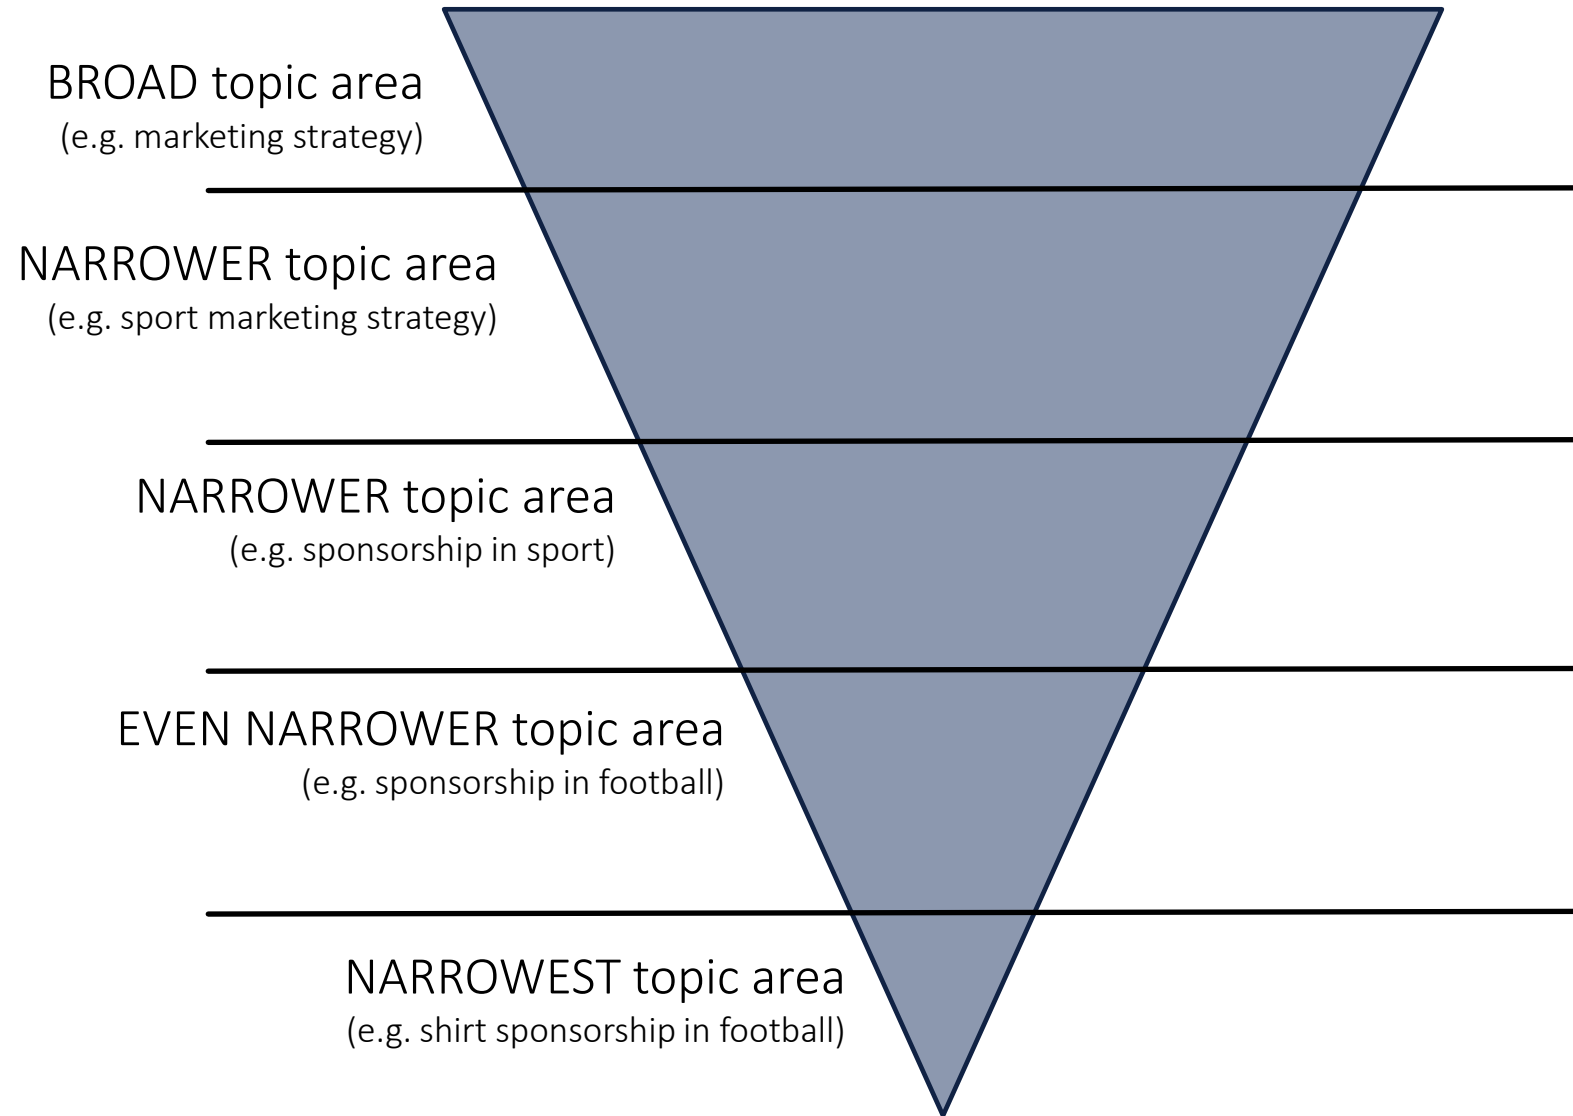 BROAD topic area
(e.g. marketing strategy)
NARROWER topic area
(e.g. sport marketing strategy)
NARROWER topic area
(e.g. sponsorship in sport)
EVEN NARROWER topic area
(e.g. sponsorship in football)
NARROWEST topic area
(e.g. shirt sponsorship in football)